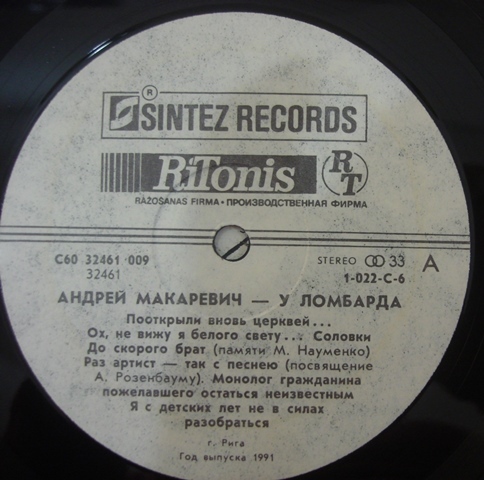 ® SINTEZ RECORDS
RiTonis RT
RAŽOŠANAS FIRMA • ПРОИЗВОДСТВЕННАЯ ФИРМА
С60 32461 009 STEREO 33 A
32461 1-022-C-6
АНДРЕЙ МАКАРЕВИЧ — У ЛОМБАРДА
Пооткрыли вновь церквей...
Ох, не вижу я белого свету... Соловки
До скорого брат (памяти М. Науменко)
Раз артист — так с песнею (посвящение
А. Розенбауму). Монолог гражданина
пожелавшего остаться неизвестным
Я с детских лет не в силах
разобраться
г. Рига
Год выпуска 1991